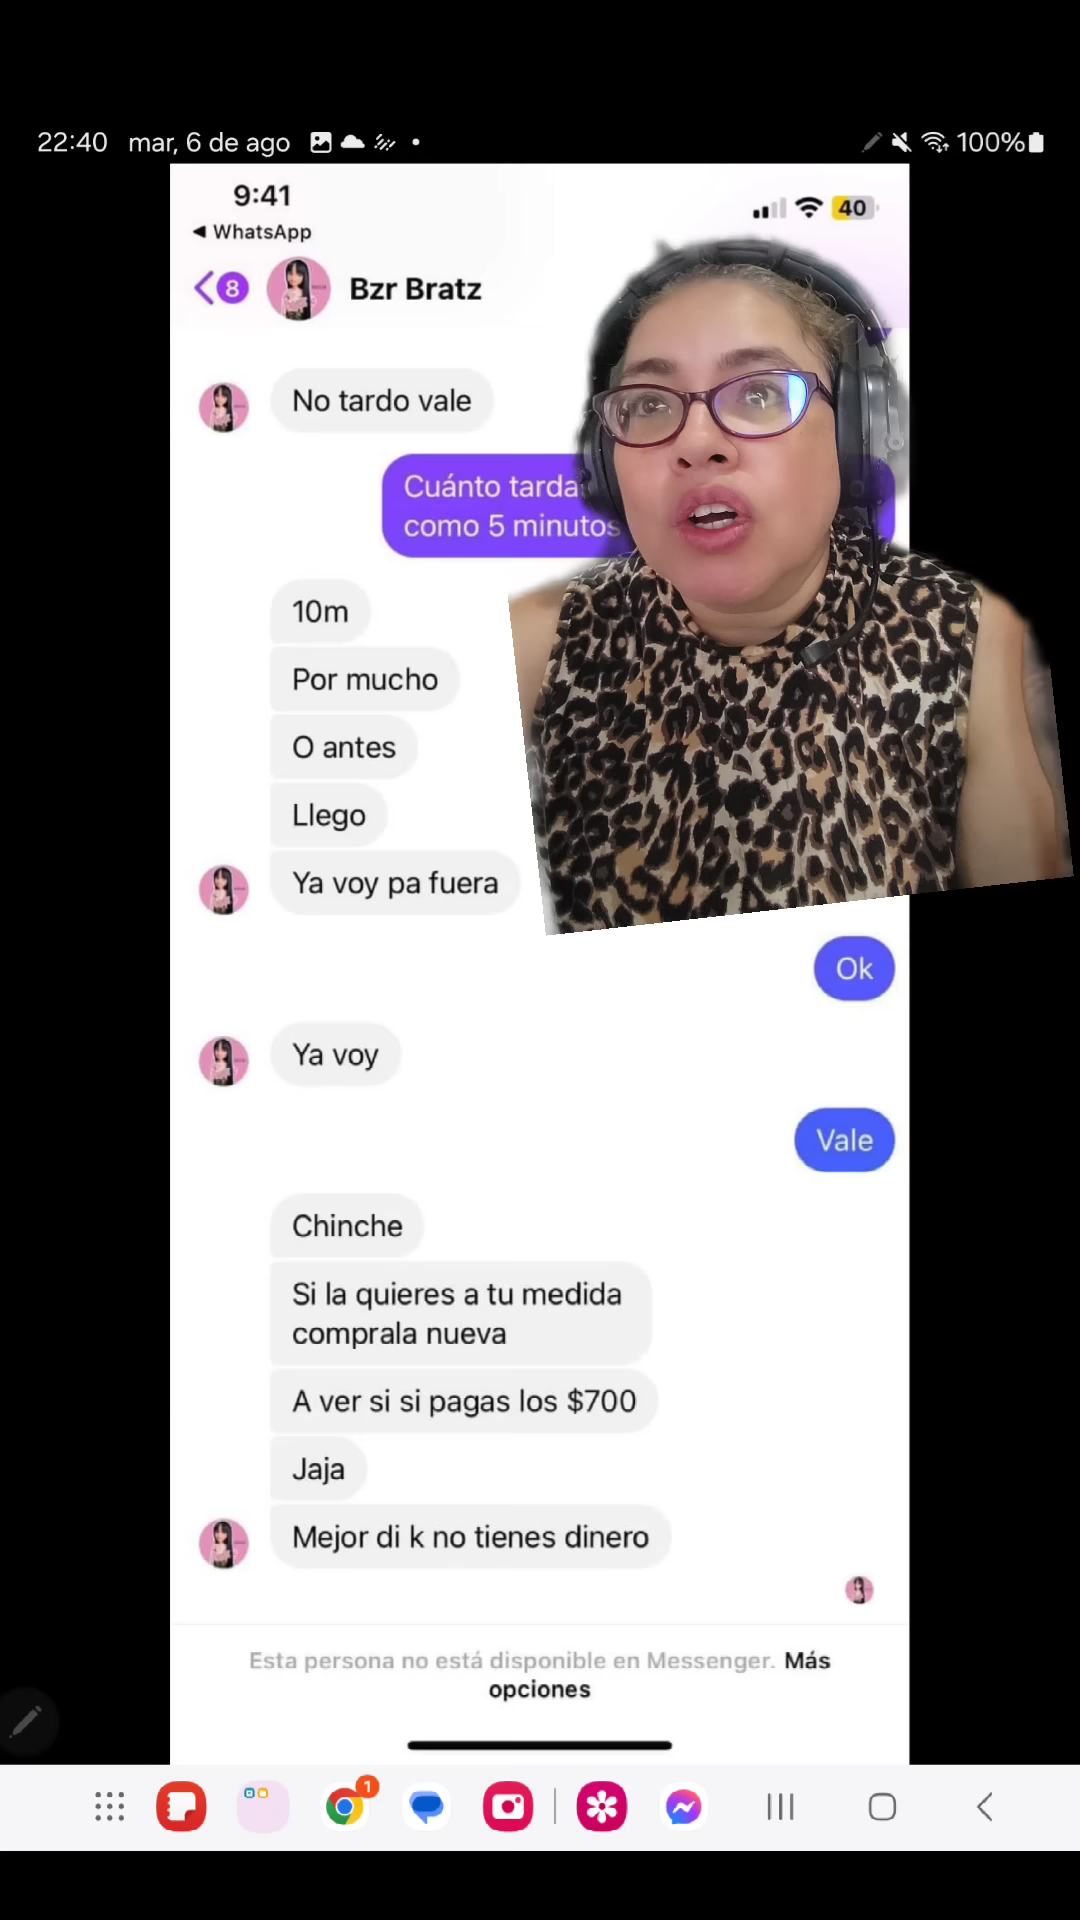 22:40 mar, 6 de ago 100%
9:41
40
WhatsApp
8 Bzr Bratz
No tardo vale
Cuánto tarda
como 5 minutos
10m
Por mucho
O antes
Llego
Ya voy pa fuera
Ok
Ya voy
Vale
Chinche
Si la quieres a tu medida
comprala nueva
A ver si si pagas los $700
Jaja
Mejor di k no tienes dinero
Esta persona no está disponible en Messenger. Más
opciones
1